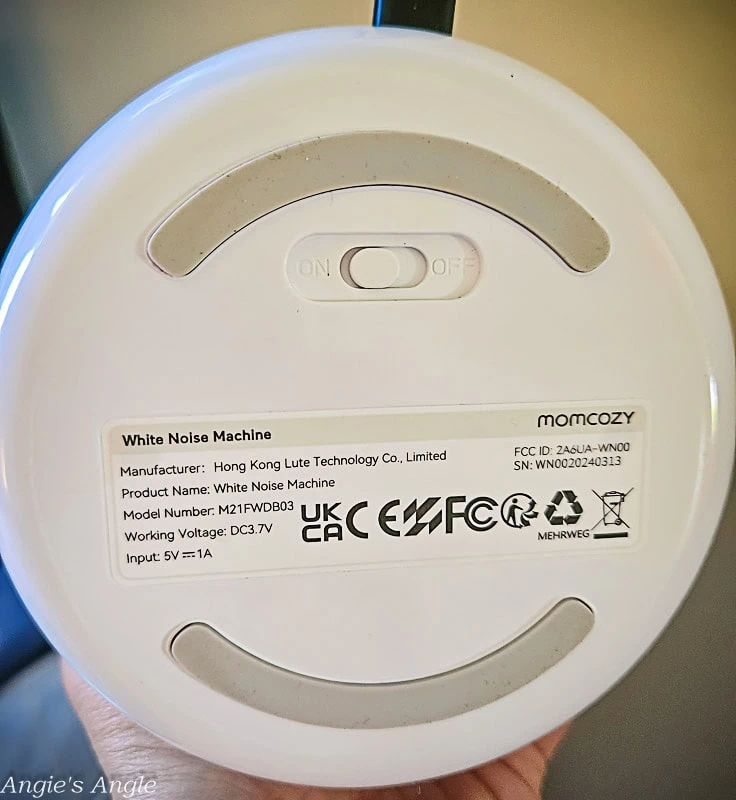 ON OFF
White Noise Machine
momcozy
Manufacturer: Hong Kong Lute Technology Co., Limited
FCC ID: 2A6UA-WN00
SN: WN0020240313
Product Name: White Noise Machine
Model Number: M21FWDB03
Working Voltage: DC3.7V
Input: 5V⎓1A
UK
CA CE FC
MEHRWEG
Angie's Angle